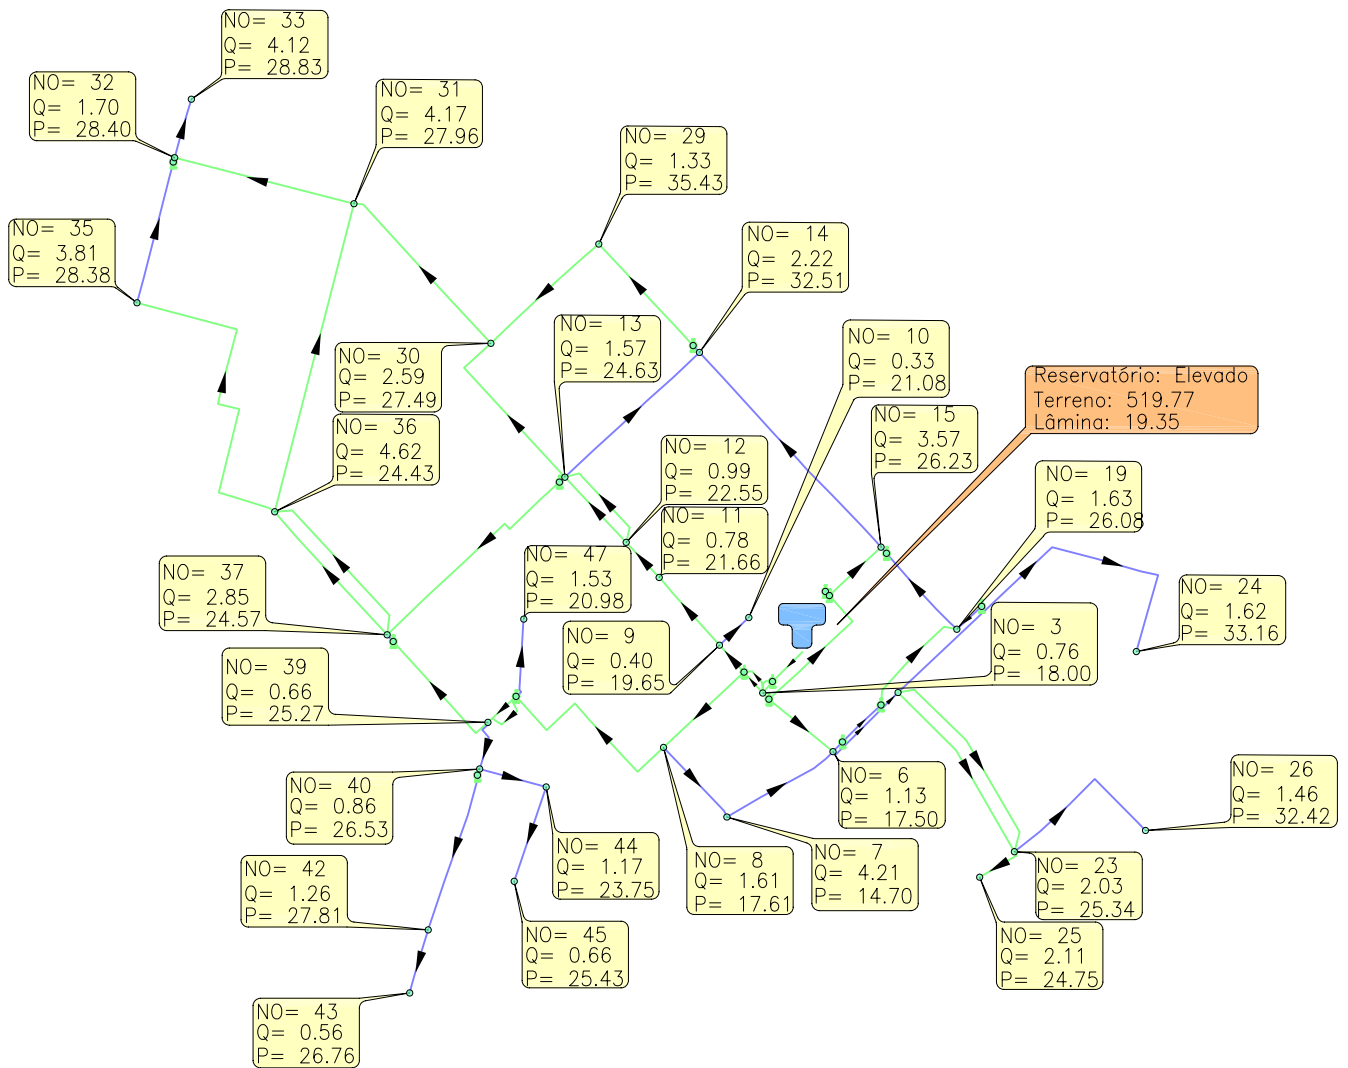 NO= 33
Q= 4.12
P= 28.83
NO= 32
Q= 1.70
P= 28.40
NO= 31
Q= 4.17
P= 27.96
NO= 29
Q= 1.33
P= 35.43
NO= 35
Q= 3.81
P= 28.38
NO= 14
Q= 2.22
P= 32.51
NO= 13
Q= 1.57
P= 24.63
NO= 10
Q= 0.33
P= 21.08
NO= 30
Q= 2.59
P= 27.49
Reservatório: Elevado
Terreno: 519.77
Lâmina: 19.35
NO= 15
Q= 3.57
P= 26.23
NO= 36
Q= 4.62
P= 24.43
NO= 12
Q= 0.99
P= 22.55
NO= 19
Q= 1.63
P= 26.08
NO= 11
Q= 0.78
P= 21.66
NO= 47
Q= 1.53
P= 20.98
NO= 37
Q= 2.85
P= 24.57
NO= 24
Q= 1.62
P= 33.16
NO= 9
Q= 0.40
P= 19.65
NO= 3
Q= 0.76
P= 18.00
NO= 39
Q= 0.66
P= 25.27
NO= 40
Q= 0.86
P= 26.53
NO= 6
Q= 1.13
P= 17.50
NO= 26
Q= 1.46
P= 32.42
NO= 44
Q= 1.17
P= 23.75
NO= 8
Q= 1.61
P= 17.61
NO= 7
Q= 4.21
P= 14.70
NO= 42
Q= 1.26
P= 27.81
NO= 23
Q= 2.03
P= 25.34
NO= 45
Q= 0.66
P= 25.43
NO= 25
Q= 2.11
P= 24.75
NO= 43
Q= 0.56
P= 26.76